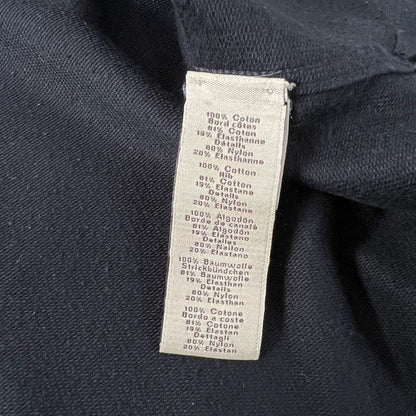 100% Coton
Bord côtes
81% Coton
19% Elasthanne
Détails
80% Nylon
20% Elasthanne
100% Cotton
Rib
81% Cotton
19% Elastane
Details
80% Nylon
20% Elastane
100% Algodón
Borde de canalé
81% Algodón
19% Elastano
Detalles
80% Nailon
20% Elastano
100% Baumwolle
Strickbündchen
81% Baumwolle
19% Elasthan
Details
80% Nylon
20% Elasthan
100% Cotone
Bordo a coste
81% Cotone
19% Elastan
Dettagli
80% Nylon
20% Elastan